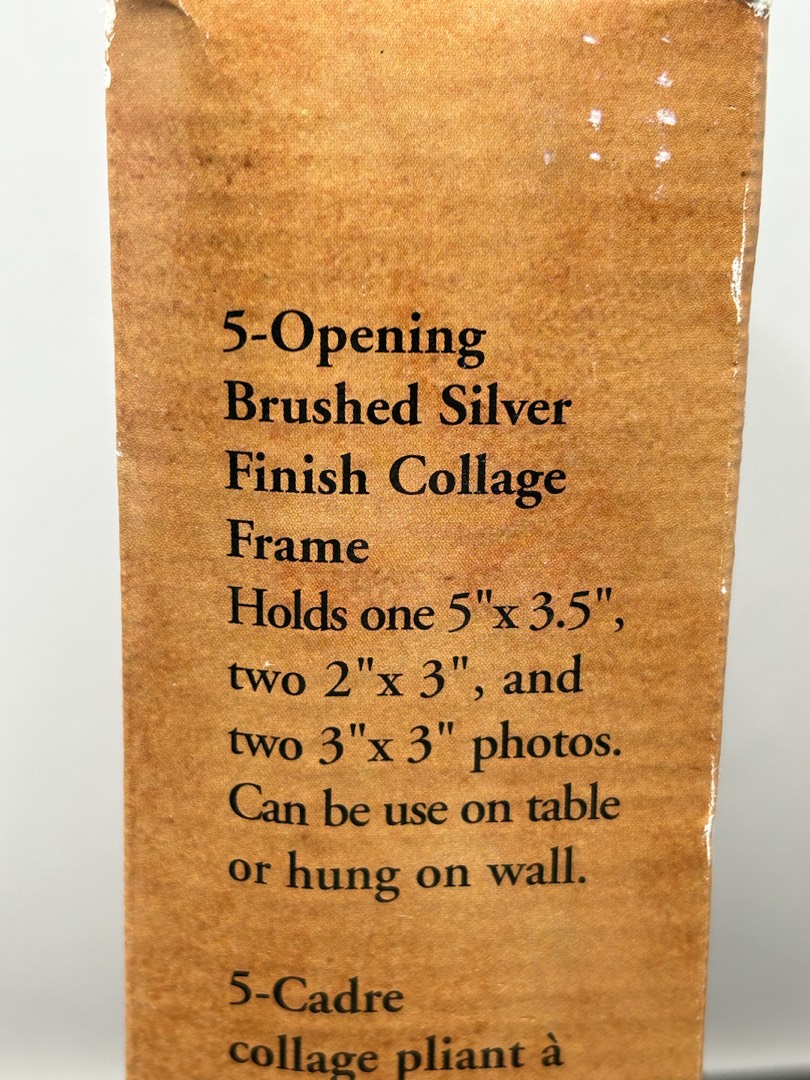 5-Opening
Brushed Silver
Finish Collage
Frame
Holds one 5"x 3.5",
two 2"x 3", and
two 3"x 3" photos.
Can be use on table
or hung on wall.
5-Cadre
collage pliant à